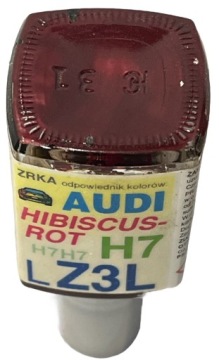 ZRKA odpowiednik kolorów
AUDI
HIBISCUS-
ROT H7
H7H7
LZ3L